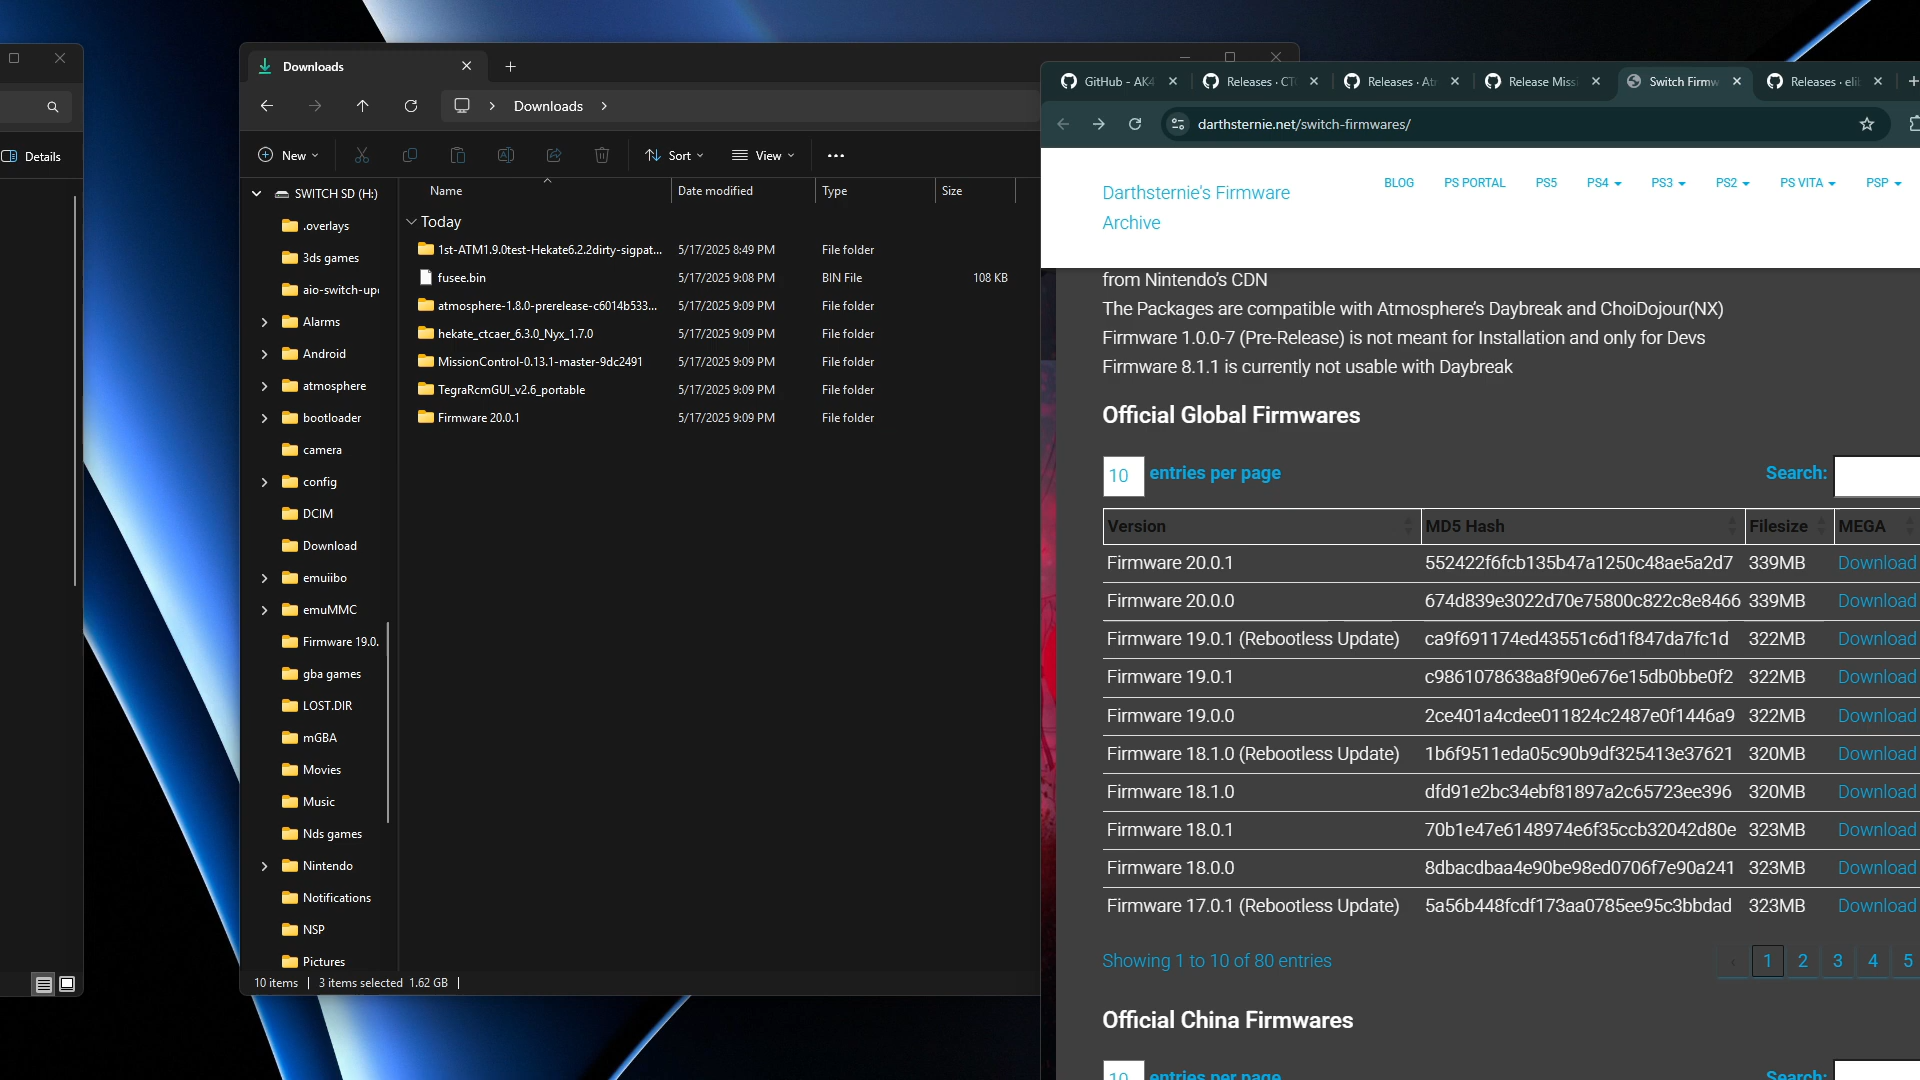 Details
Downloads
Downloads
New
Sort
View
SWITCH SD (H:)
.overlays
3ds games
aio-switch-up
Alarms
Android
atmosphere
bootloader
camera
config
DCIM
Download
emuiibo
emuMMC
Firmware 19.0.
gba games
LOST.DIR
mGBA
Movies
Music
Nds games
Nintendo
Notifications
NSP
Pictures
Name Date modified Type Size
Today
1st-ATM1.9.0test-Hekate6.2.2dirty-sigpat... 5/17/2025 8:49 PM File folder
fusee.bin 5/17/2025 9:08 PM BIN File 108 KB
atmosphere-1.8.0-prerelease-c6014b533... 5/17/2025 9:09 PM File folder
hekate_ctcaer_6.3.0_Nyx_1.7.0 5/17/2025 9:09 PM File folder
MissionControl-0.13.1-master-9dc2491 5/17/2025 9:09 PM File folder
TegraRcmGUI_v2.6_portable 5/17/2025 9:09 PM File folder
Firmware 20.0.1 5/17/2025 9:09 PM File folder
10 items 3 items selected 1.62 GB
GitHub - AK4 Releases · CT Releases · At Release Miss Switch Firmw Releases · eli
darthsternie.net/switch-firmwares/
Darthsternie's Firmware
Archive
BLOG PS PORTAL PS5 PS4 PS3 PS2 PS VITA PSP
from Nintendo's CDN
The Packages are compatible with Atmosphere's Daybreak and ChoiDojour(NX)
Firmware 1.0.0-7 (Pre-Release) is not meant for Installation and only for Devs
Firmware 8.1.1 is currently not usable with Daybreak
Official Global Firmwares
10 entries per page Search:
Version MD5 Hash Filesize MEGA
Firmware 20.0.1 552422f6fcb135b47a1250c48ae5a2d7 339MB Download
Firmware 20.0.0 674d839e3022d70e75800c822c8e8466 339MB Download
Firmware 19.0.1 (Rebootless Update) ca9f691174ed43551c6d1f847da7fc1d 322MB Download
Firmware 19.0.1 c9861078638a8f90e676e15db0bbe0f2 322MB Download
Firmware 19.0.0 2ce401a4cdee011824c2487e0f1446a9 322MB Download
Firmware 18.1.0 (Rebootless Update) 1b6f9511eda05c90b9df325413e37621 320MB Download
Firmware 18.1.0 dfd91e2bc34ebf81897a2c65723ee396 320MB Download
Firmware 18.0.1 70b1e47e6148974e6f35ccb32042d80e 323MB Download
Firmware 18.0.0 8dbacdbaa4e90be98ed0706f7e90a241 323MB Download
Firmware 17.0.1 (Rebootless Update) 5a56b448fcdf173aa0785ee95c3bbdad 323MB Download
Showing 1 to 10 of 80 entries 1 2 3 4 5
Official China Firmwares
10 entries per page Search: